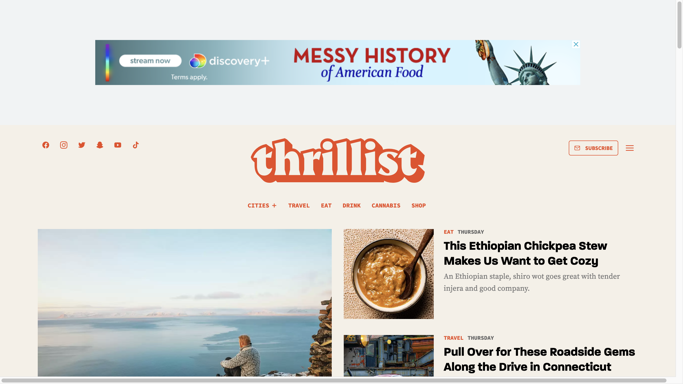 stream now
discovery+
Terms apply.
MESSY HISTORY
of American Food
thrillist
SUBSCRIBE
CITIES +
TRAVEL
EAT
DRINK
CANNABIS
SHOP
EAT THURSDAY
This Ethiopian Chickpea Stew
Makes Us Want to Get Cozy
An Ethiopian staple, shiro wot goes great with tender
injera and good company.
TRAVEL THURSDAY
Pull Over for These Roadside Gems
Along the Drive in Connecticut